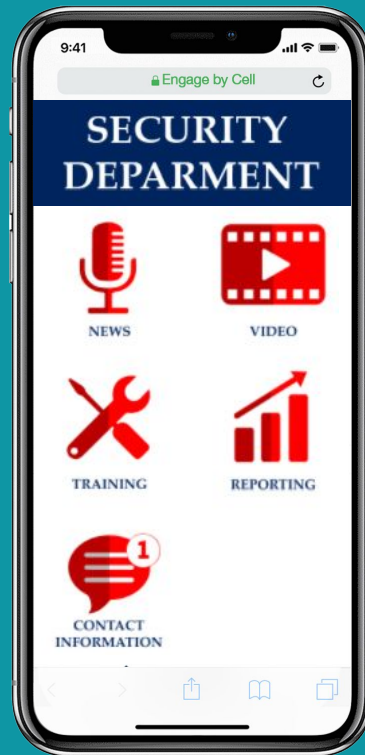 9:41
Engage by Cell
SECURITY
DEPARMENT
NEWS
VIDEO
TRAINING
REPORTING
1
CONTACT
INFORMATION